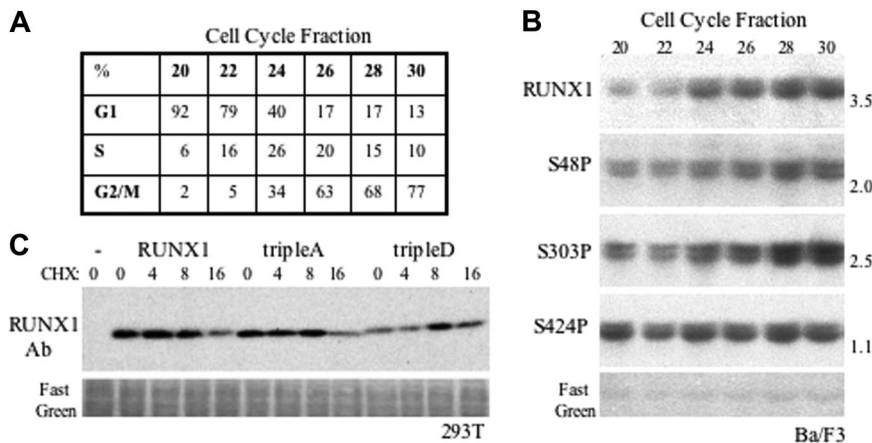 A
Cell Cycle Fraction
% 20 22 24 26 28 30
G1 92 79 40 17 17 13
S 6 16 26 20 15 10
G2/M 2 5 34 63 68 77
B
Cell Cycle Fraction
20 22 24 26 28 30
RUNX1 3.5
S48P 2.0
S303P 2.5
S424P 1.1
Fast
Green
Ba/F3
C
- RUNX1 tripleA tripleD
CHX: 0 0 4 8 16 0 4 8 16 0 4 8 16
RUNX1
Ab
Fast
Green
293T